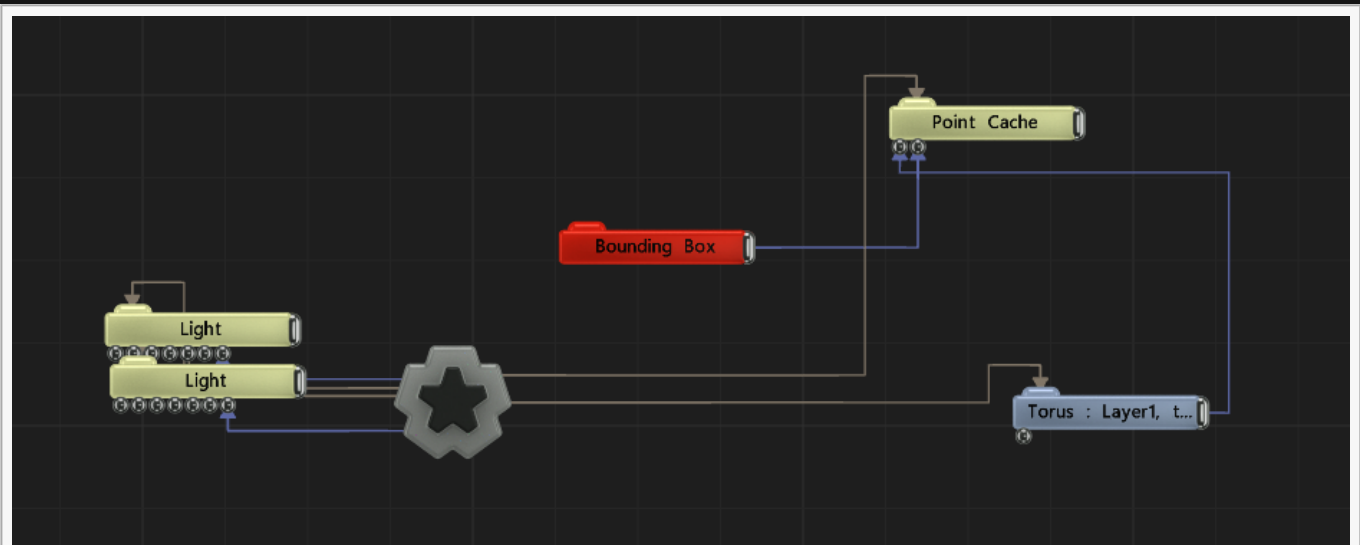 Point Cache
Bounding Box
Light
Light
Torus : Layer1, t...